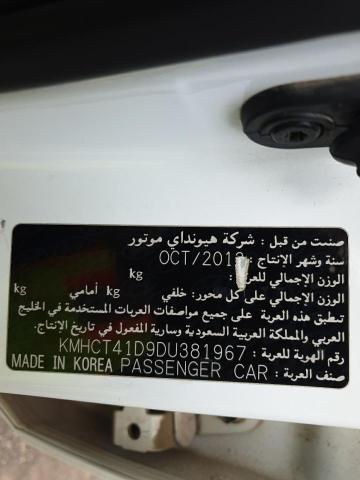 صنعت من قبل : شركة هيونداي موتور
سنة وشهر الإنتاج : OCT/2012
الوزن الإجمالي للعربة : kg
الوزن الإجمالي على كل محور: خلفي kg أمامي kg
تنطبق هذه العربة على جميع مواصفات العربات المستخدمة في الخليج
العربي والمملكة العربية السعودية وسارية المفعول في تاريخ الإنتاج.
رقم الهوية للعربة : KMHCT41D9DU381967
صنف العربة : PASSENGER CAR MADE IN KOREA